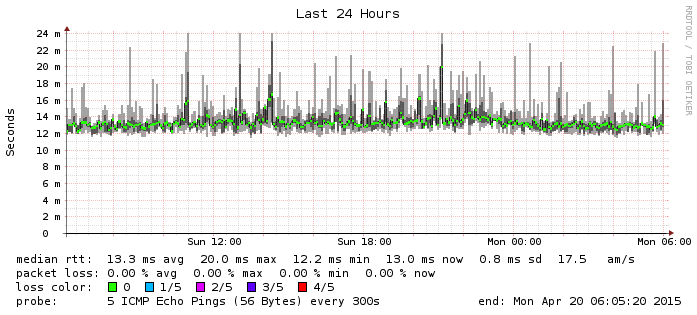 Last 24 Hours
RRDTOOL / TOBI OETIKER
Seconds
24 m
22 m
20 m
18 m
16 m
14 m
12 m
10 m
8 m
6 m
4 m
2 m
0
Sun 12:00 Sun 18:00 Mon 00:00 Mon 06:00
median rtt: 13.3 ms avg 20.0 ms max 12.2 ms min 13.0 ms now 0.8 ms sd 17.5 am/s
packet loss: 0.00 % avg 0.00 % max 0.00 % min 0.00 % now
loss color: 0 1/5 2/5 3/5 4/5
probe: 5 ICMP Echo Pings (56 Bytes) every 300s end: Mon Apr 20 06:05:20 2015